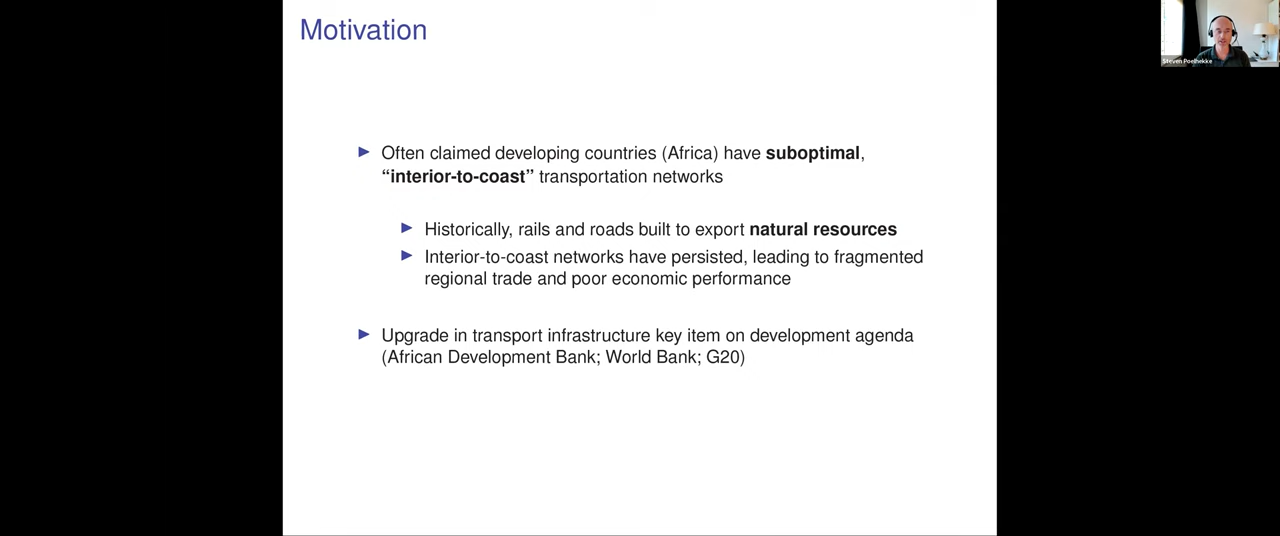 Motivation
Steven Poelhekke
▶ Often claimed developing countries (Africa) have suboptimal,
“interior-to-coast” transportation networks
▶ Historically, rails and roads built to export natural resources
▶ Interior-to-coast networks have persisted, leading to fragmented
regional trade and poor economic performance
▶ Upgrade in transport infrastructure key item on development agenda
(African Development Bank; World Bank; G20)